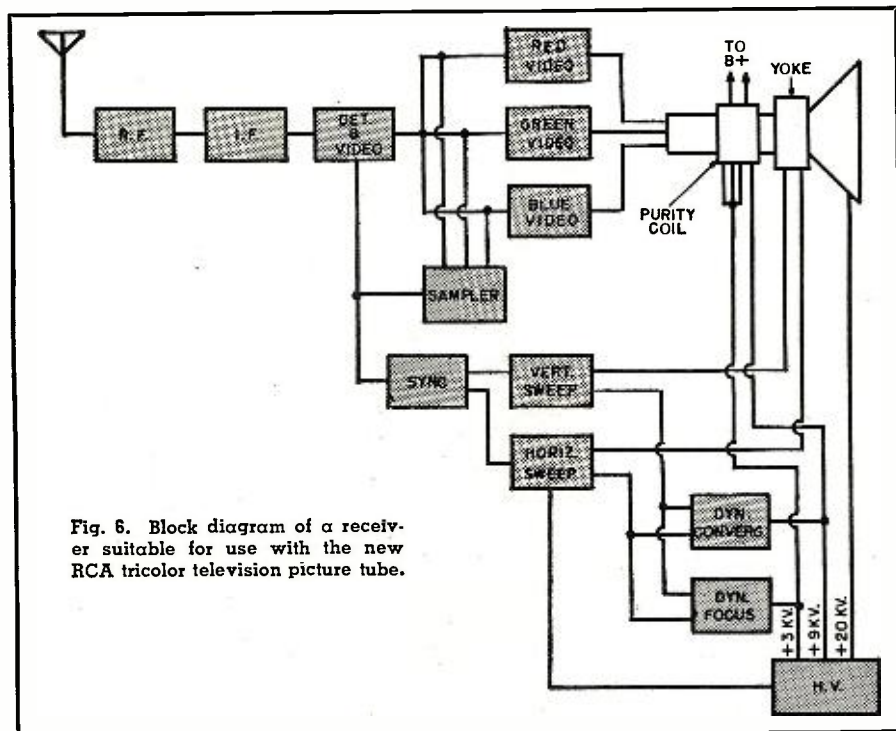 TO
B+
YOKE
RED
VIDEO
R.F.
I.F.
DET.
&
VIDEO
GREEN
VIDEO
BLUE
VIDEO
PURITY
COIL
SAMPLER
SYNC
VERT.
SWEEP
HORIZ.
SWEEP
DYN.
CONVERG.
DYN.
FOCUS
+3 KV.
+9 KV.
+20 KV.
H.V.
Fig. 6. Block diagram of a receiv-
er suitable for use with the new
RCA tricolor television picture tube.